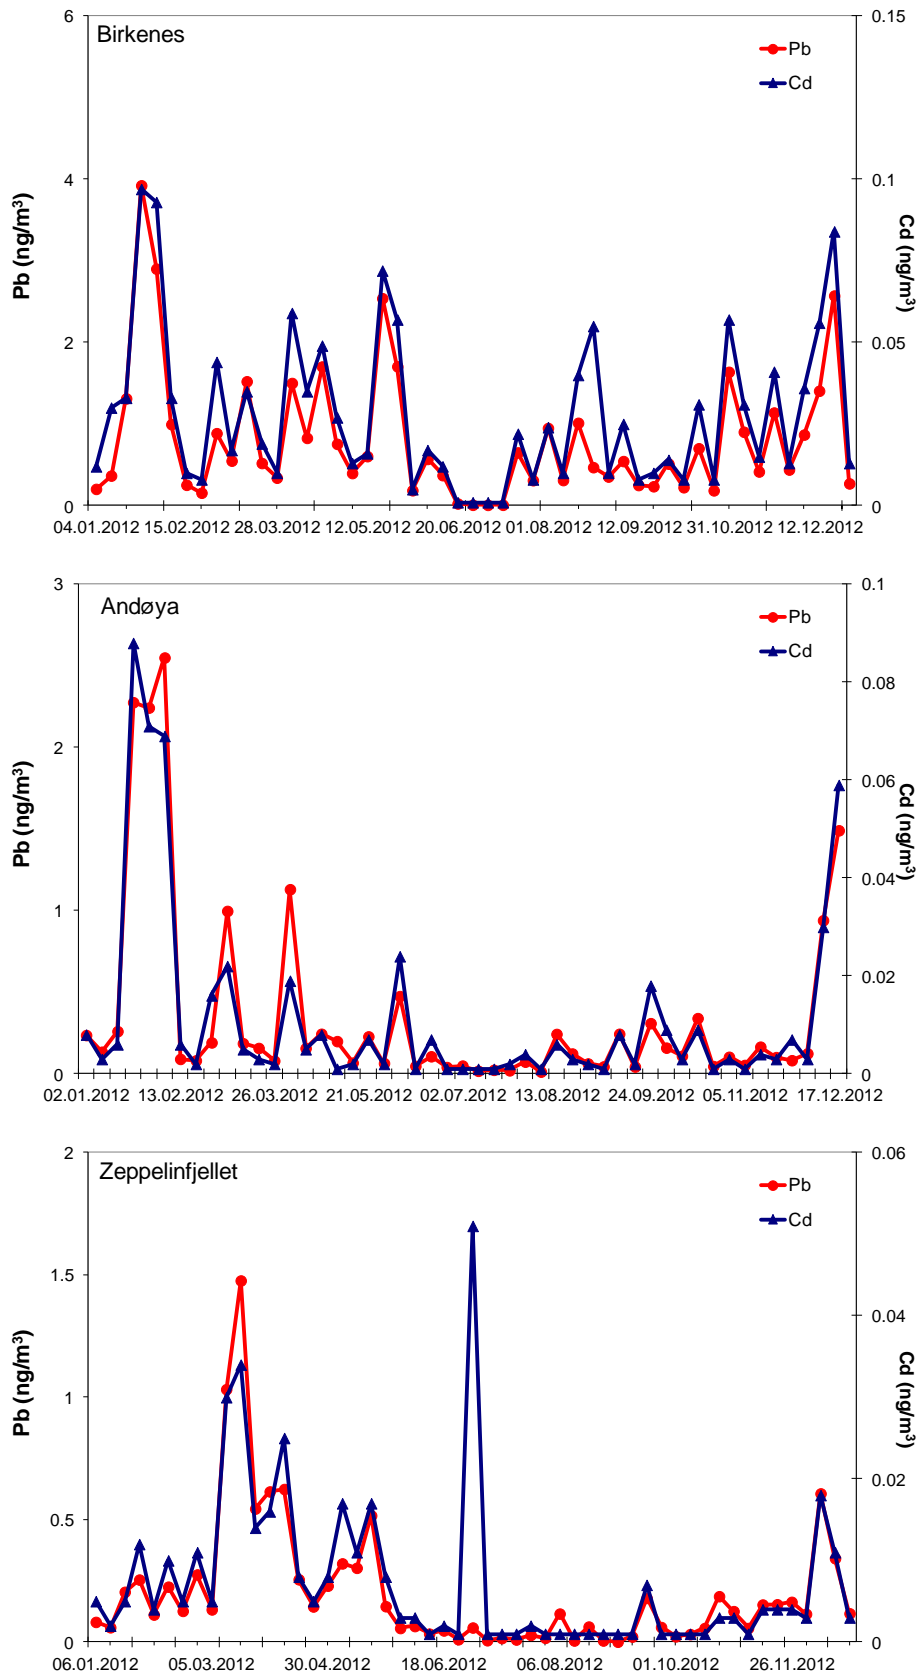 Birkenes
Pb
Cd
6
4
2
0
0.15
0.1
0.05
0
Pb (ng/m³)
Cd (ng/m³)
04.01.2012 15.02.2012 28.03.2012 12.05.2012 20.06.2012 01.08.2012 12.09.2012 31.10.2012 12.12.2012
Andøya
Pb
Cd
3
2
1
0
0.1
0.08
0.06
0.04
0.02
0
Pb (ng/m³)
Cd (ng/m³)
02.01.2012 13.02.2012 26.03.2012 21.05.2012 02.07.2012 13.08.2012 24.09.2012 05.11.2012 17.12.2012
Zeppelinfjellet
Pb
Cd
2
1.5
1
0.5
0
0.06
0.04
0.02
0
Pb (ng/m³)
Cd (ng/m³)
06.01.2012 05.03.2012 30.04.2012 18.06.2012 06.08.2012 01.10.2012 26.11.2012